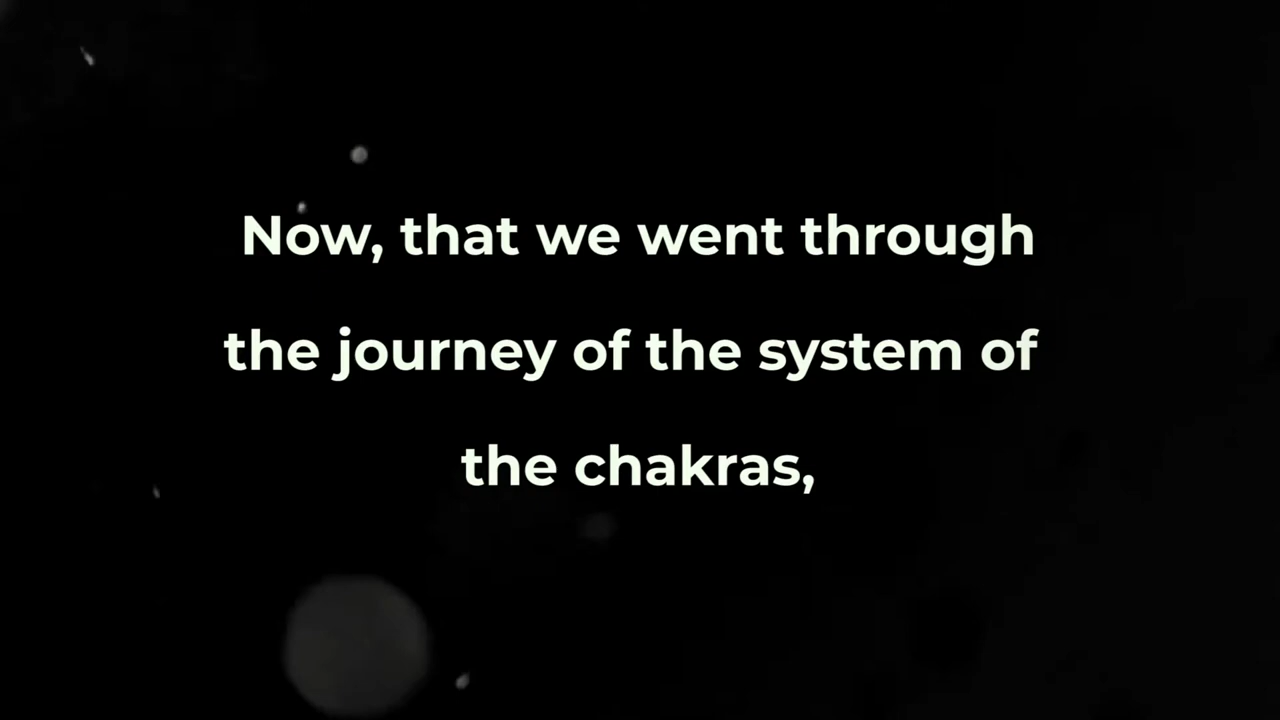 Now, that we went through
the journey of the system of
the chakras,